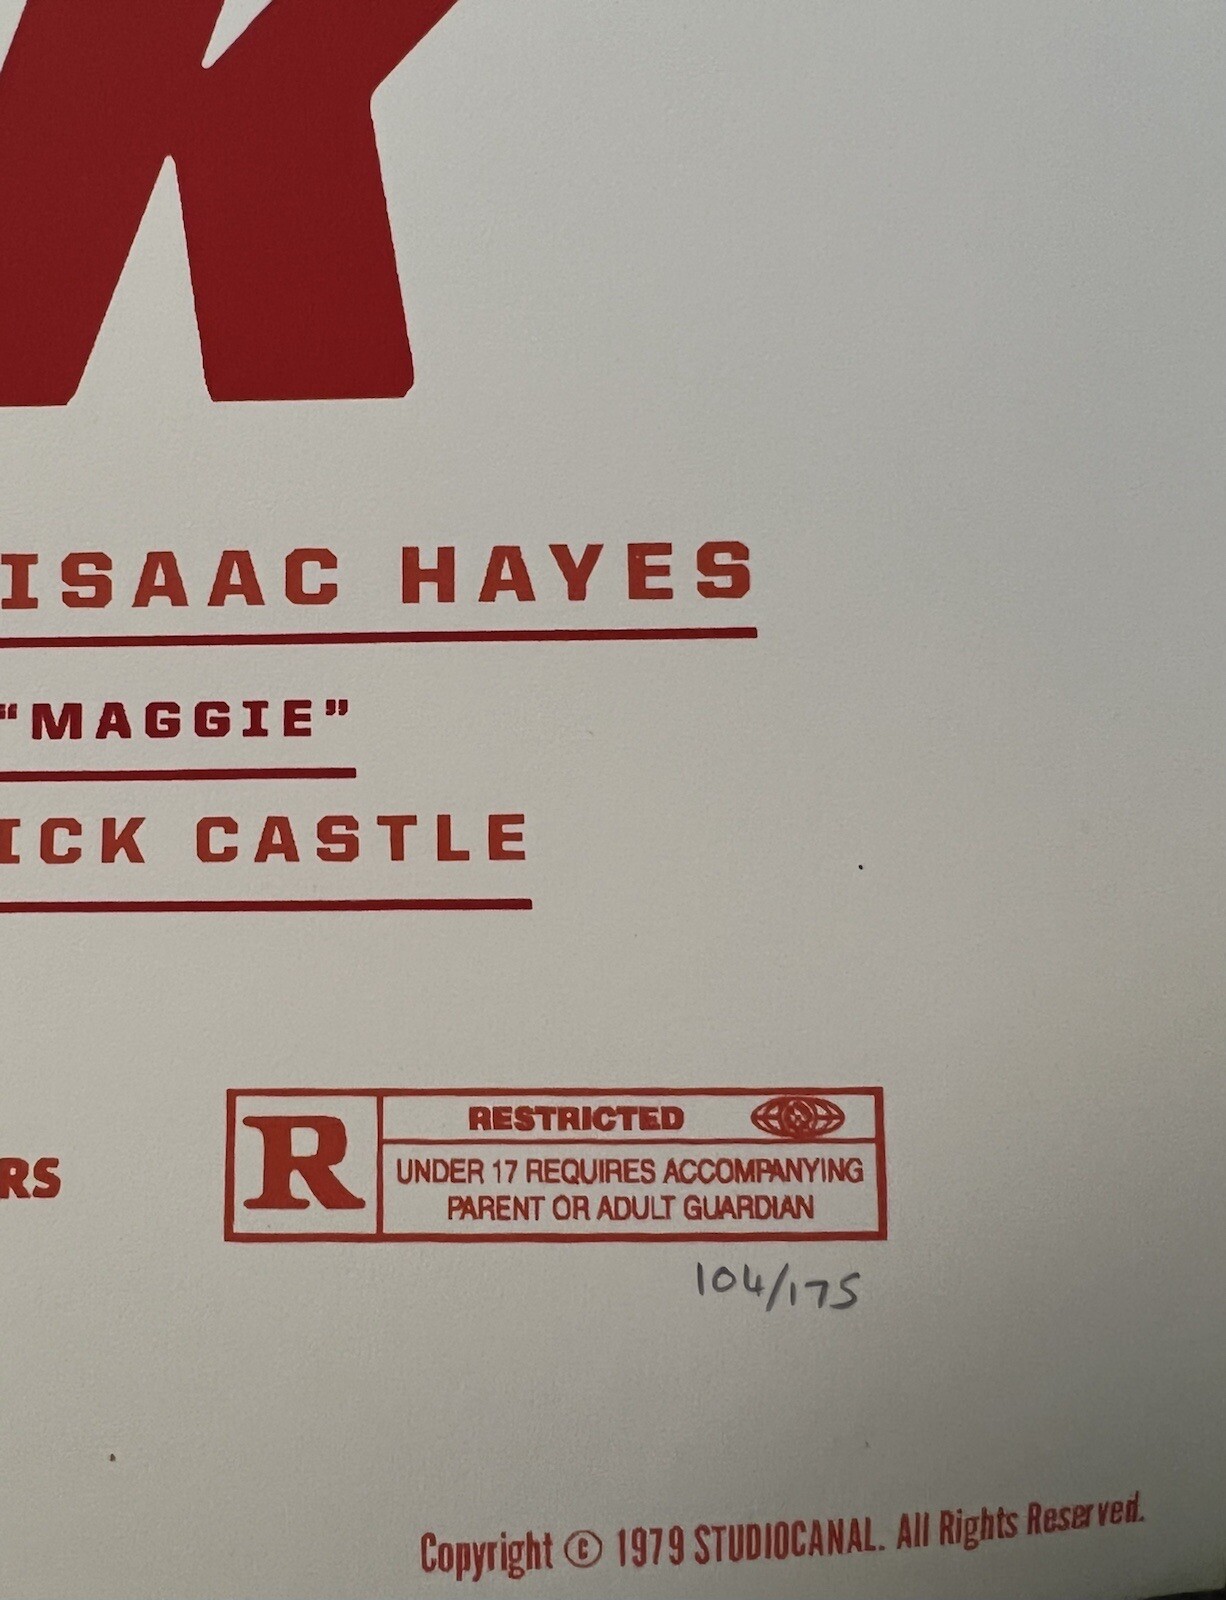 K
ISAAC HAYES
“MAGGIE”
ICK CASTLE
RS
R
RESTRICTED
UNDER 17 REQUIRES ACCOMPANYING
PARENT OR ADULT GUARDIAN
104/175
Copyright © 1979 STUDIOCANAL. All Rights Reserved.